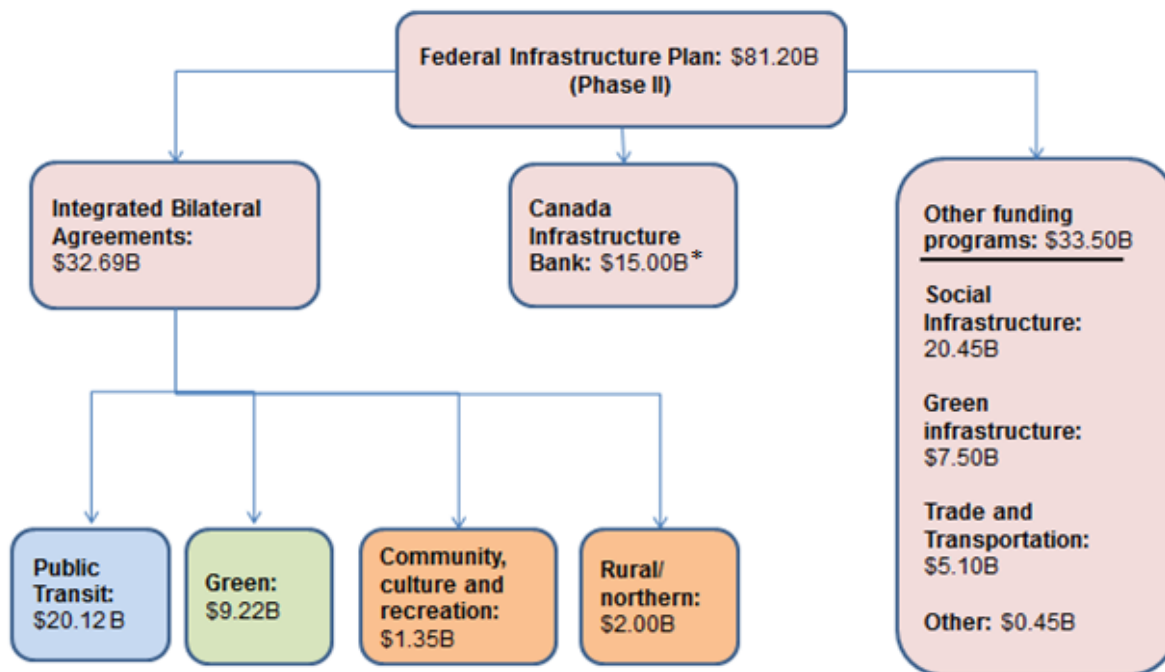 Federal Infrastructure Plan: $81.20B
(Phase II)
Integrated Bilateral
Agreements:
$32.69B
Canada
Infrastructure
Bank: $15.00B*
Other funding
programs: $33.50B
Social
Infrastructure:
20.45B
Green
infrastructure:
$7.50B
Trade and
Transportation:
$5.10B
Other: $0.45B
Public
Transit:
$20.12 B
Green:
$9.22B
Community,
culture and
recreation:
$1.35B
Rural/
northern:
$2.00B